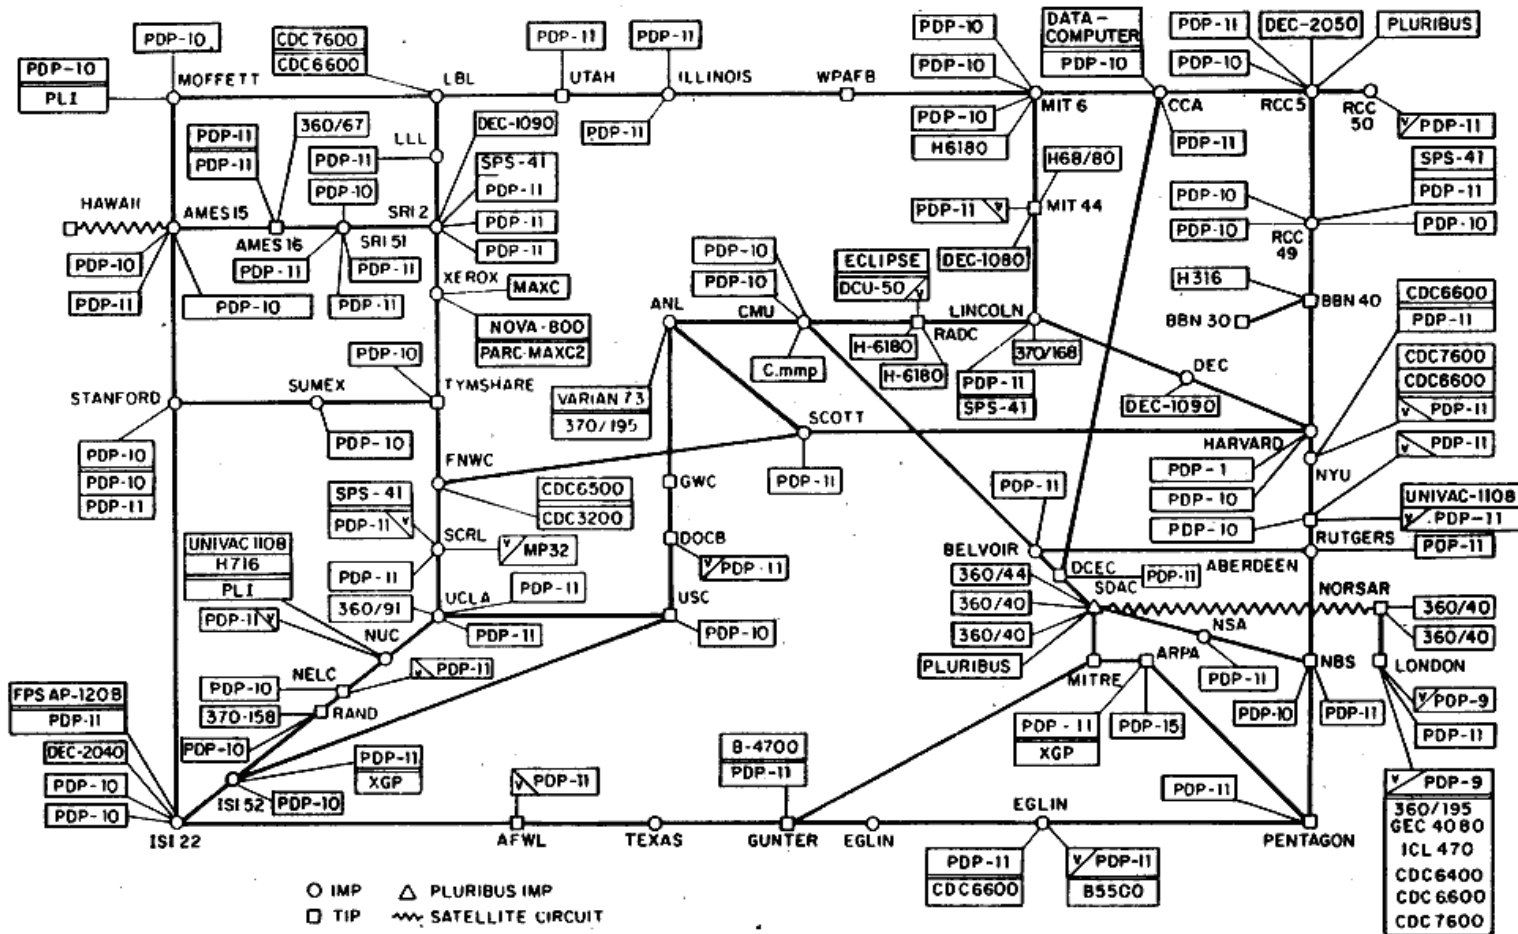 PDP-10
CDC7600
CDC6600
PDP-11
PDP-11
PDP-10
PDP-10
DATA-
COMPUTER
PDP-10
PDP-11
PDP-10
DEC-2050
PLURIBUS
PDP-10
PLI
MOFFETT
LBL
UTAH
ILLINOIS
WPAFB
MIT 6
CCA
RCC5
RCC
50
PDP-11
PDP-10
H6180
PDP-11
V PDP-11
PDP-11
PDP-11
360/67
LLL
PDP-11
PDP-10
DEC-1090
SPS-41
PDP-11
PDP-11
PDP-11
H68/80
PDP-11 V
MIT 44
DEC-1080
PDP-10
PDP-10
SPS-41
PDP-11
PDP-10
RCC
49
HAWAII
AMES 15
AMES 16
SRI 51
SRI 2
PDP-10
PDP-11
PDP-10
PDP-11
PDP-11
PDP-11
XEROX
MAXC
NOVA-800
PARC-MAXC2
PDP-10
PDP-10
ECLIPSE
DCU-50 V
H316
BBN 40
BBN 30
CDC6600
PDP-11
ANL
CMU
RADC
LINCOLN
C.mmp
H-6180
H-6180
370/168
PDP-11
SPS-41
DEC
DEC-1090
CDC7600
CDC6600
V PDP-11
V PDP-11
STANFORD
SUMEX
PDP-10
TYMSHARE
PDP-10
PDP-10
PDP-10
PDP-11
VARIAN 73
370/195
SCOTT
PDP-11
HARVARD
NYU
PDP-1
PDP-10
PDP-10
FNWC
CDC6500
CDC3200
GWC
PDP-11
UNIVAC-1108
V PDP-11
SPS-41
PDP-11 V
SCRL
V MP32
PDP-11
DOCB
V PDP-11
BELVOIR
DCEC
PDP-11
ABERDEEN
RUTGERS
PDP-11
UNIVAC 1108
H716
PLI
PDP-11 V
360/91
UCLA
PDP-11
PDP-11
USC
PDP-10
360/44
360/40
360/40
PLURIBUS
SDAC
NORSAR
360/40
360/40
NUC
V PDP-11
NELC
PDP-10
370-158
RAND
PDP-10
NSA
PDP-11
MITRE
ARPA
PDP-11
XGP
PDP-15
NBS
PDP-10
PDP-11
LONDON
V PDP-9
PDP-11
FPS AP-120B
PDP-11
DEC-2040
PDP-10
PDP-10
ISI 22
ISI 52
PDP-10
PDP-11
XGP
V PDP-11
AFWL
TEXAS
B-4700
PDP-11
GUNTER
EGLIN
EGLIN
PDP-11
CDC6600
V PDP-11
B5500
PDP-11
PENTAGON
V PDP-9
360/195
GEC 4080
ICL 470
CDC6400
CDC6600
CDC7600
IMP
PLURIBUS IMP
TIP
SATELLITE CIRCUIT